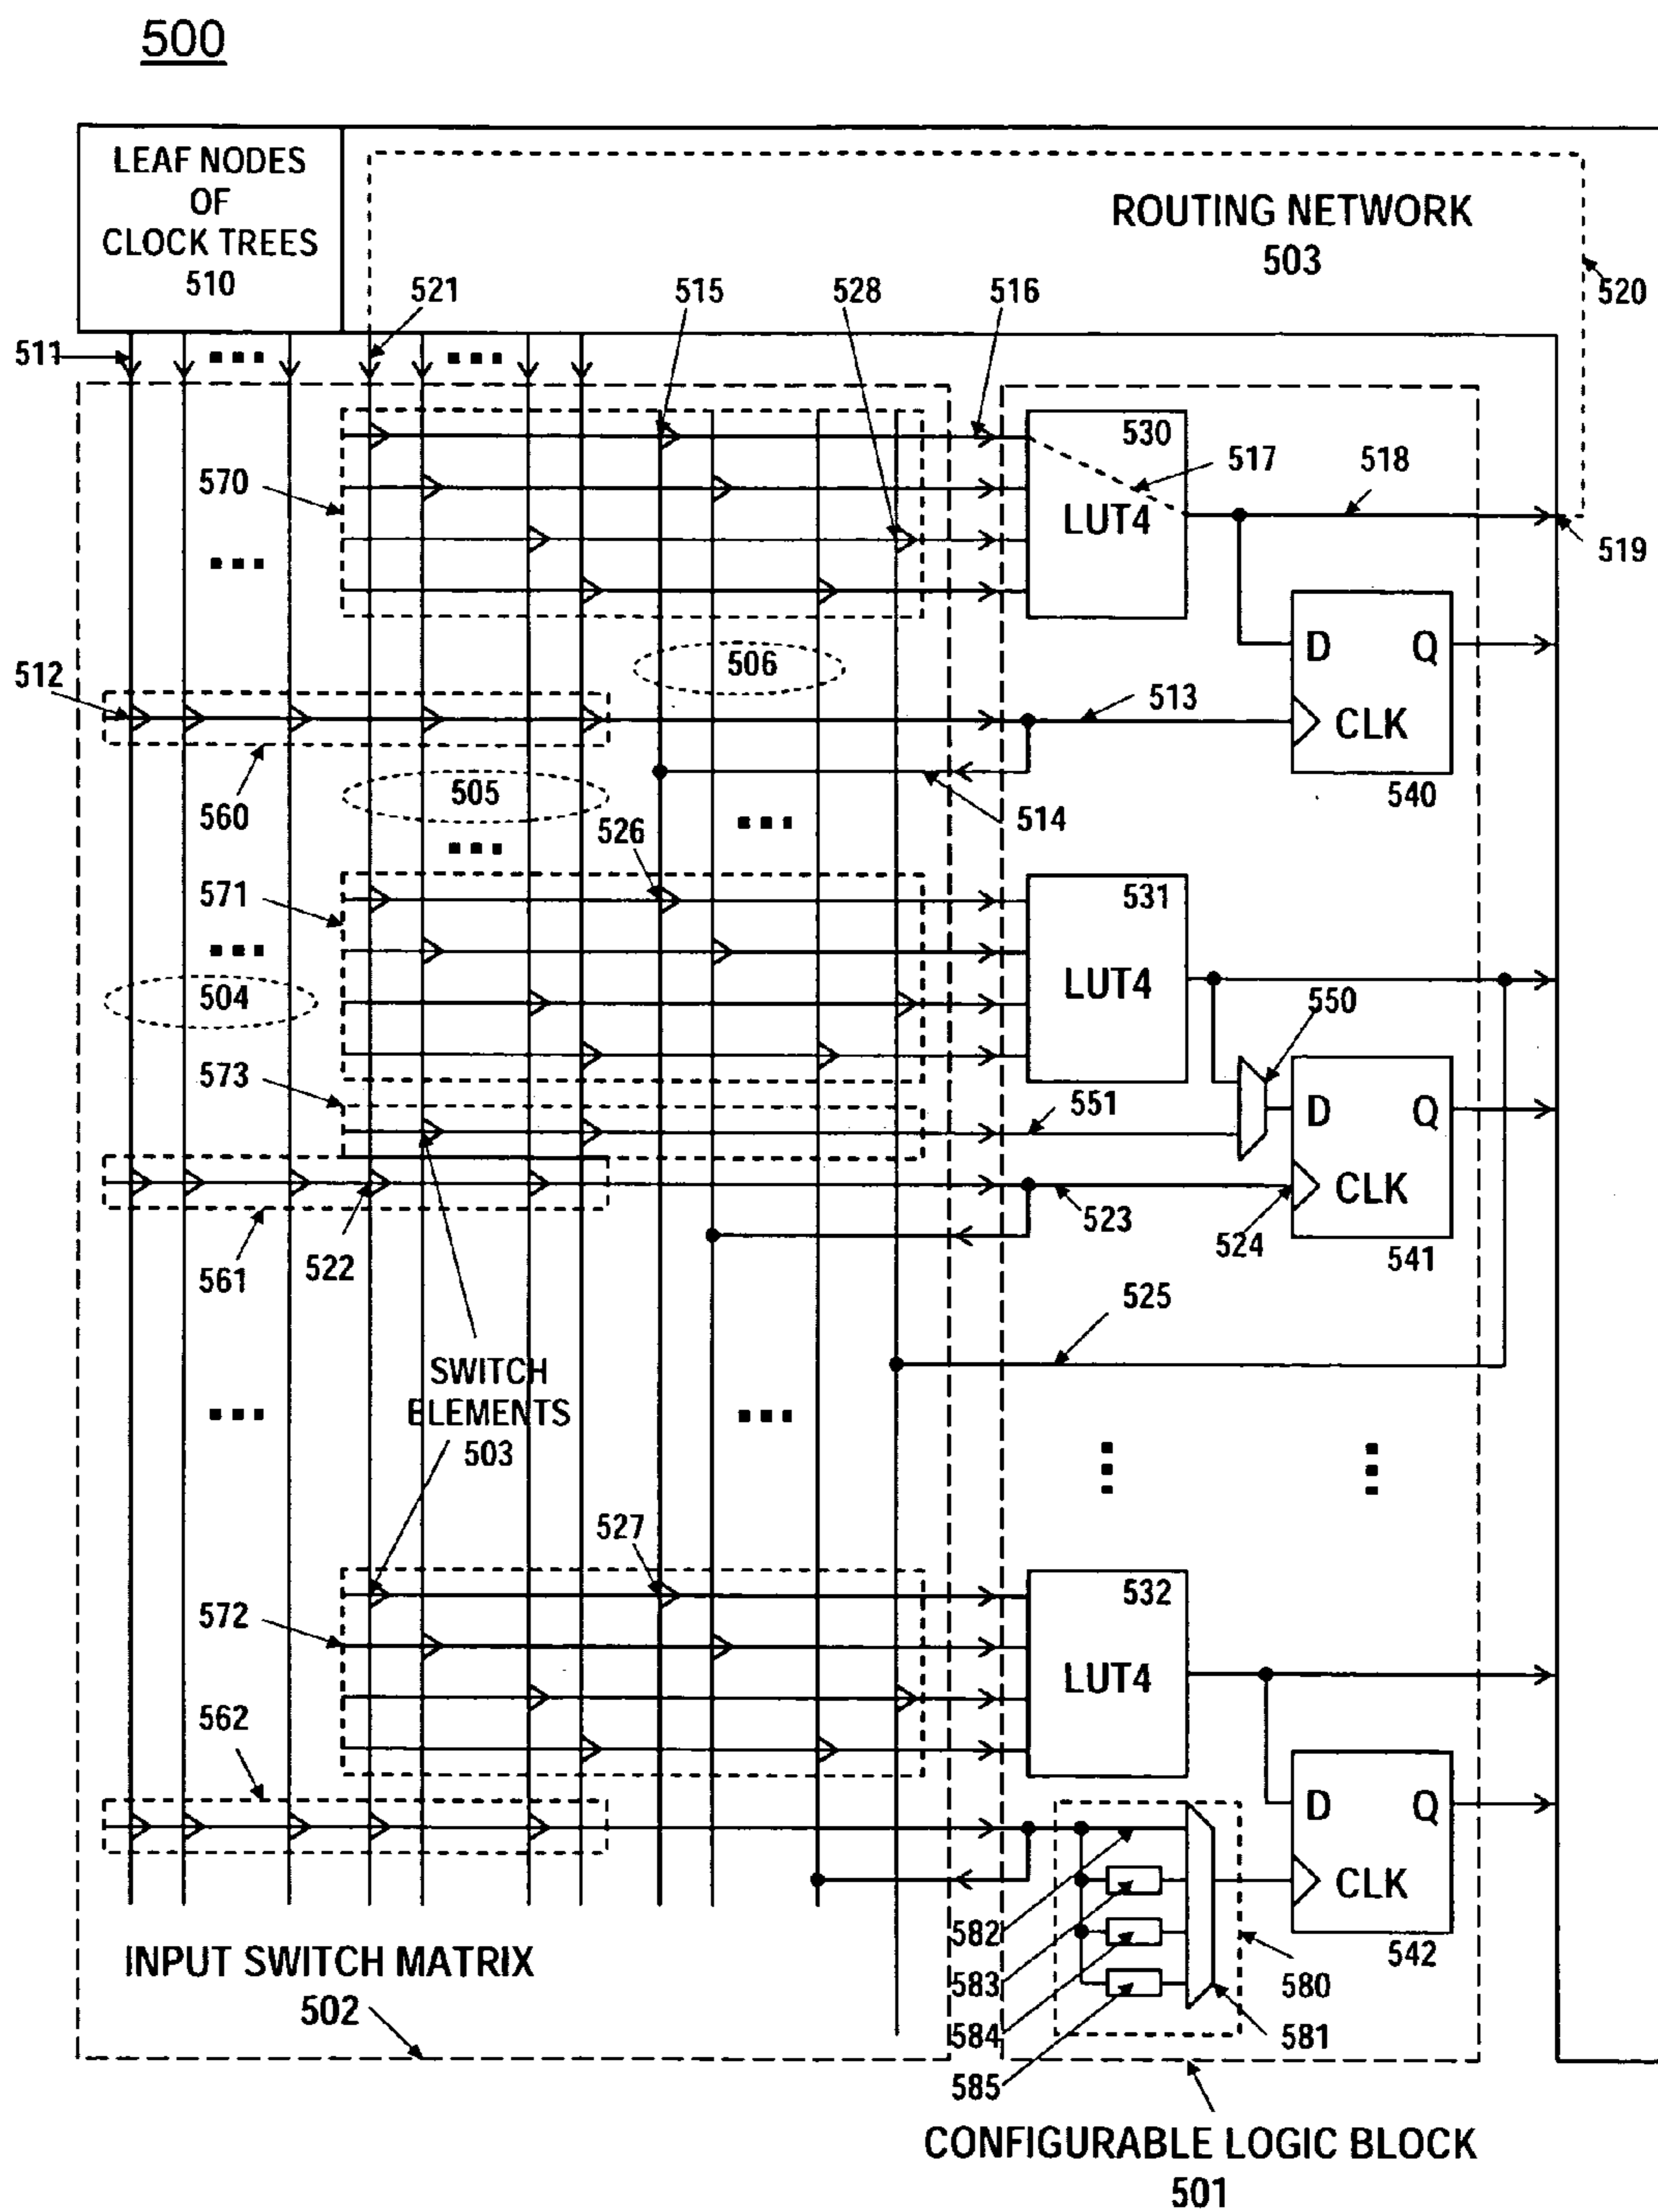 500
LEAF NODES
OF
CLOCK TREES
510
ROUTING NETWORK
503
520
521
515
528
516
511
530
517
518
570
LUT4
519
506
D Q
512
513
CLK
505
560
540
526
514
571
531
504
LUT4
550
573
551
D Q
CLK
523
522
524
541
561
525
SWITCH
ELEMENTS
503
527
532
572
LUT4
562
D Q
CLK
582
542
INPUT SWITCH MATRIX
502
583
580
584
581
585
CONFIGURABLE LOGIC BLOCK
501